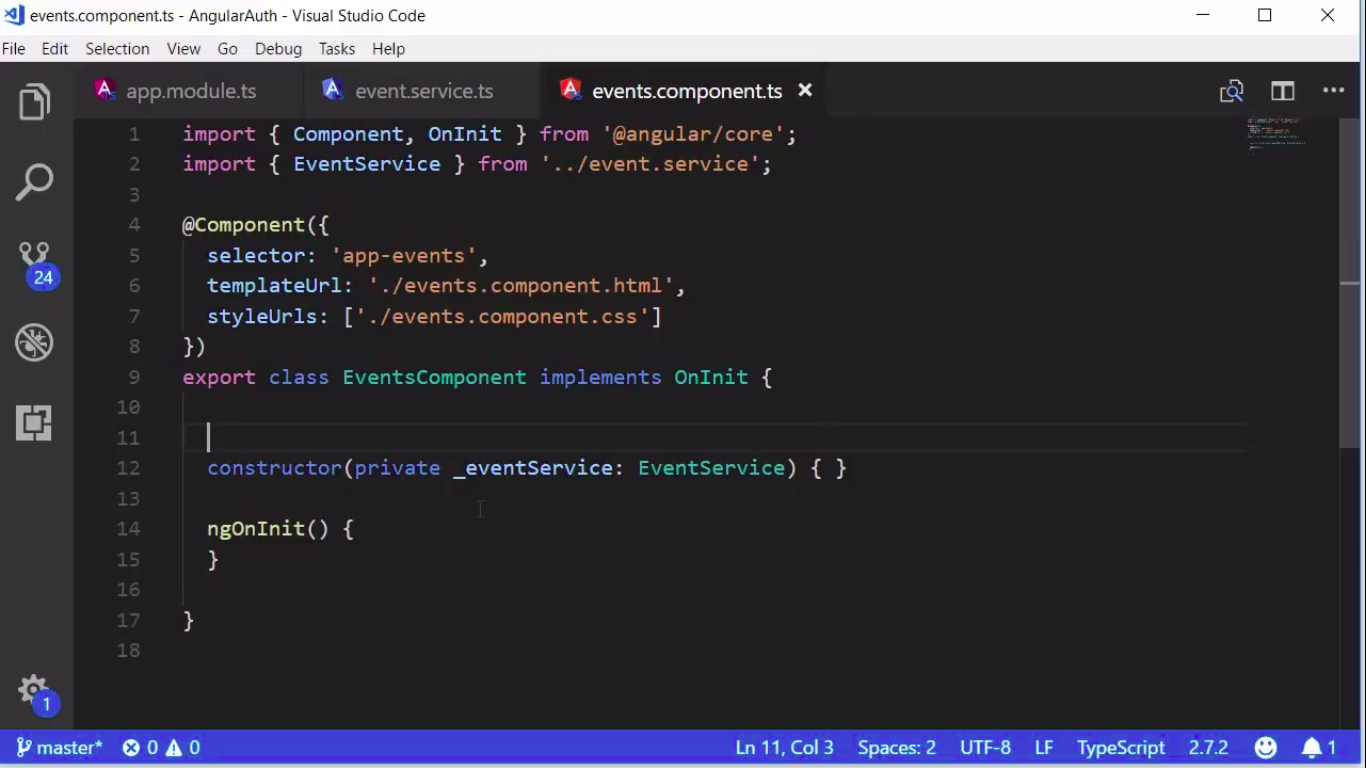 events.component.ts - AngularAuth - Visual Studio Code
File Edit Selection View Go Debug Tasks Help
app.module.ts event.service.ts events.component.ts
1 import { Component, OnInit } from '@angular/core';
2 import { EventService } from '../event.service';
3
4 @Component({
5 selector: 'app-events',
6 templateUrl: './events.component.html',
7 styleUrls: ['./events.component.css']
8 })
9 export class EventsComponent implements OnInit {
10
11
12 constructor(private _eventService: EventService) { }
13
14 ngOnInit() {
15 }
16
17 }
18
24
1
master* 0 0 Ln 11, Col 3 Spaces: 2 UTF-8 LF TypeScript 2.7.2 1